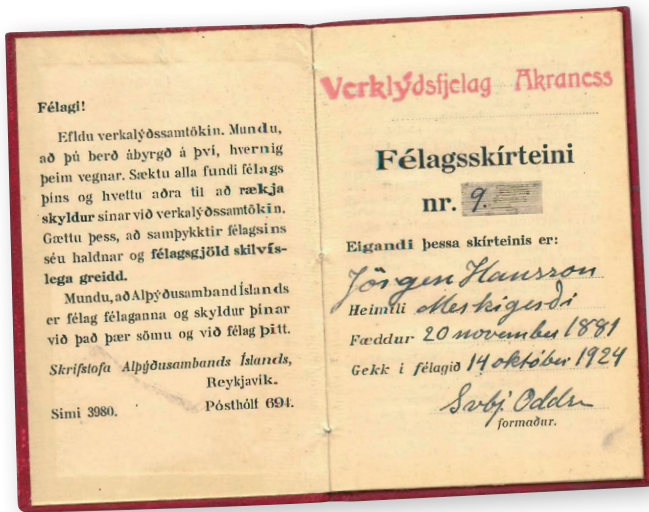 Félagi!
Efldu verkalýðssamtökin. Mundu,
að þú berð ábyrgð á því, hvernig
þeim vegnar. Sæktu alla fundi félags
þíns og hvettu aðra til að rækja
skyldur sínar við verkalýðssamtökin.
Gættu þess, að samþykktir félagsins
séu haldnar og félagsgjöld skilvís-
lega greidd.
Mundu, að Alþýðusamband Íslands
er félag félaganna og skyldur þínar
við það þær sömu og við félag þitt.
Skrifstofa Alþýðusambands Íslands,
Reykjavík.
Sími 3980. Pósthólf 694.
Verklýdsfjelag Akraness
Félagsskírteini
nr. 9.
Eigandi þessa skírteinis er:
Jörgen Hansson
Heimili Merkigerði
Fæddur 20 november 1881
Gekk í félagið 14 október 1924
Svbj. Oddss
formaður.